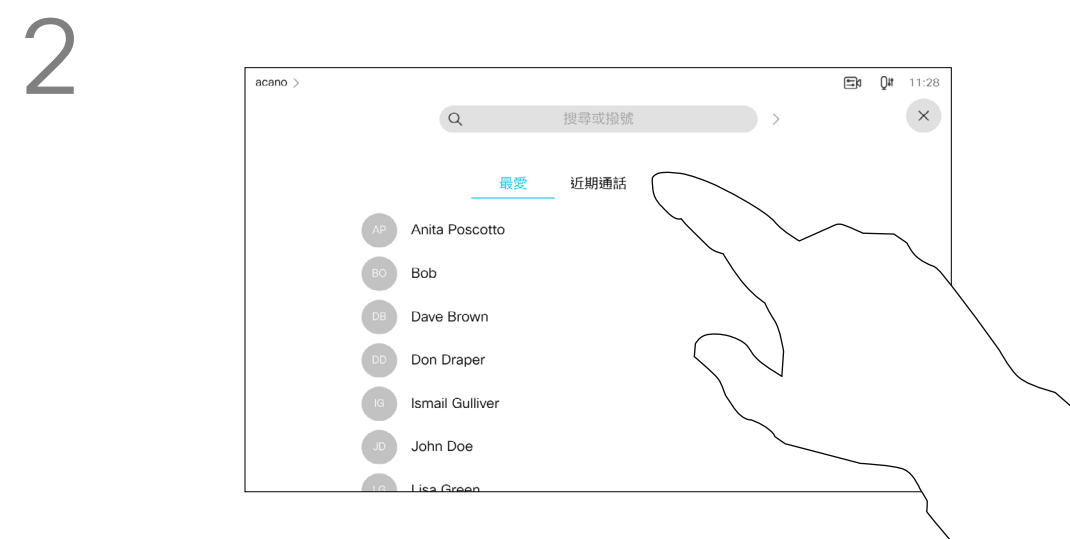 2
acano >
11:28
搜尋或撥號
最愛 近期通話
AP Anita Poscotto
BO Bob
DB Dave Brown
DD Don Draper
IG Ismail Gulliver
JD John Doe
LG Lisa Green